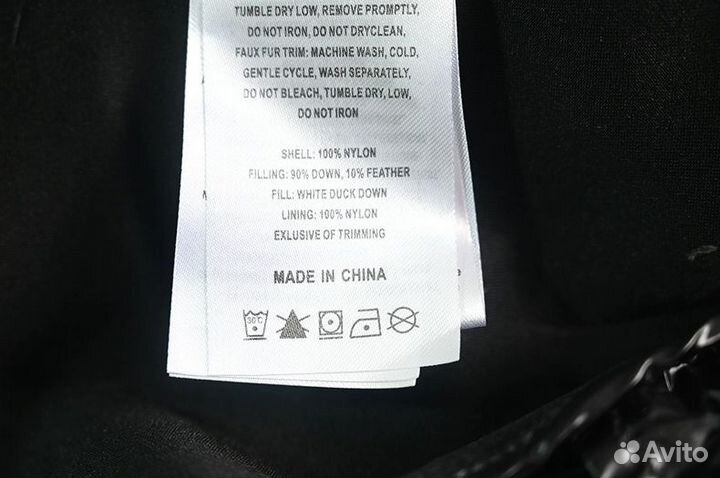 TUMBLE DRY LOW, REMOVE PROMPTLY,
DO NOT IRON, DO NOT DRYCLEAN,
FAUX FUR TRIM: MACHINE WASH, COLD,
GENTLE CYCLE, WASH SEPARATELY,
DO NOT BLEACH, TUMBLE DRY, LOW,
DO NOT IRON
SHELL: 100% NYLON
FILLING: 90% DOWN, 10% FEATHER
FILL: WHITE DUCK DOWN
LINING: 100% NYLON
EXLUSIVE OF TRIMMING
MADE IN CHINA
30°C
Avito